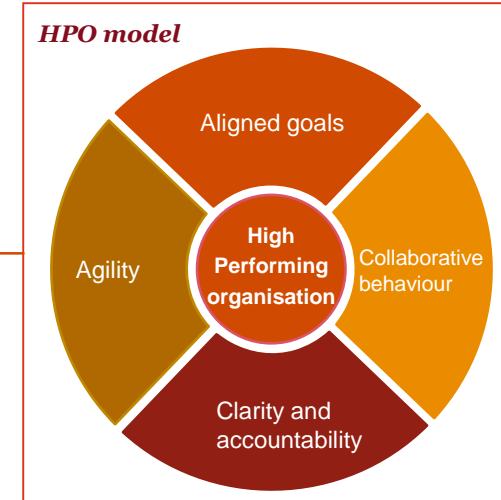 HPO model
Aligned goals
High
Performing
organisation
Agility
Collaborative
behaviour
Clarity and
accountability